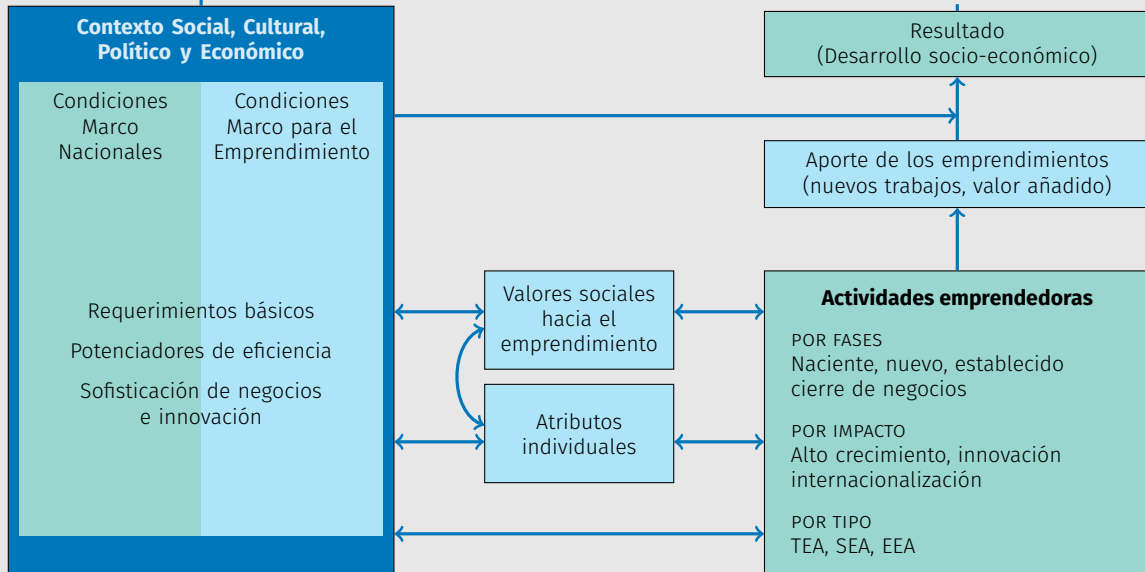 Contexto Social, Cultural,
Político y Económico
Condiciones
Marco
Nacionales
Condiciones
Marco para el
Emprendimiento
Requerimientos básicos
Potenciadores de eficiencia
Sofisticación de negocios
e innovación
Valores sociales
hacia el
emprendimiento
Atributos
individuales
Resultado
(Desarrollo socio-económico)
Aporte de los emprendimientos
(nuevos trabajos, valor añadido)
Actividades emprendedoras
POR FASES
Naciente, nuevo, establecido
cierre de negocios
POR IMPACTO
Alto crecimiento, innovación
internacionalización
POR TIPO
TEA, SEA, EEA